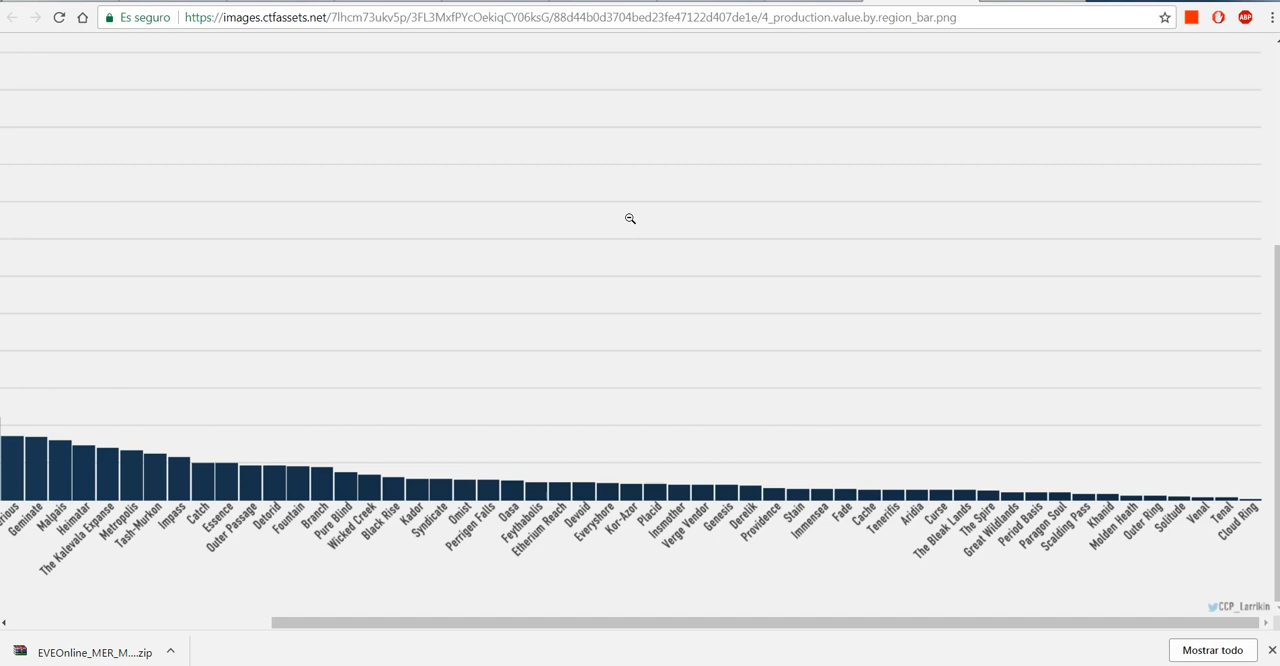 Es seguro
https://images.ctfassets.net/7lhcm73ukv5p/3FL3MxfPYcOekiqCY06ksG/88d44b0d3704bed23fe47122d407de1e/4_production.value.by.region_bar.png
ABP
Geminate
Malpais
Heimatar
The Kalevala Expanse
Metropolis
Tash-Murkon
Impass
Catch
Essence
Outer Passage
Detorid
Fountain
Branch
Pure Blind
Wicked Creek
Black Rise
Kador
Syndicate
Omist
Perrigen Falls
Oasa
Feythabolis
Etherium Reach
Devoid
Everyshore
Kor-Azor
Placid
Insmother
Verge Vendor
Genesis
Derelik
Providence
Stain
Immensea
Fade
Cache
Tenerifis
Aridia
Curse
The Bleak Lands
The Spire
Great Wildlands
Period Basis
Paragon Soul
Scalding Pass
Khanid
Molden Heath
Outer Ring
Solitude
Venal
Tenal
Cloud Ring
CCP_Larrikin
EVEOnline_MER_M....zip
Mostrar todo